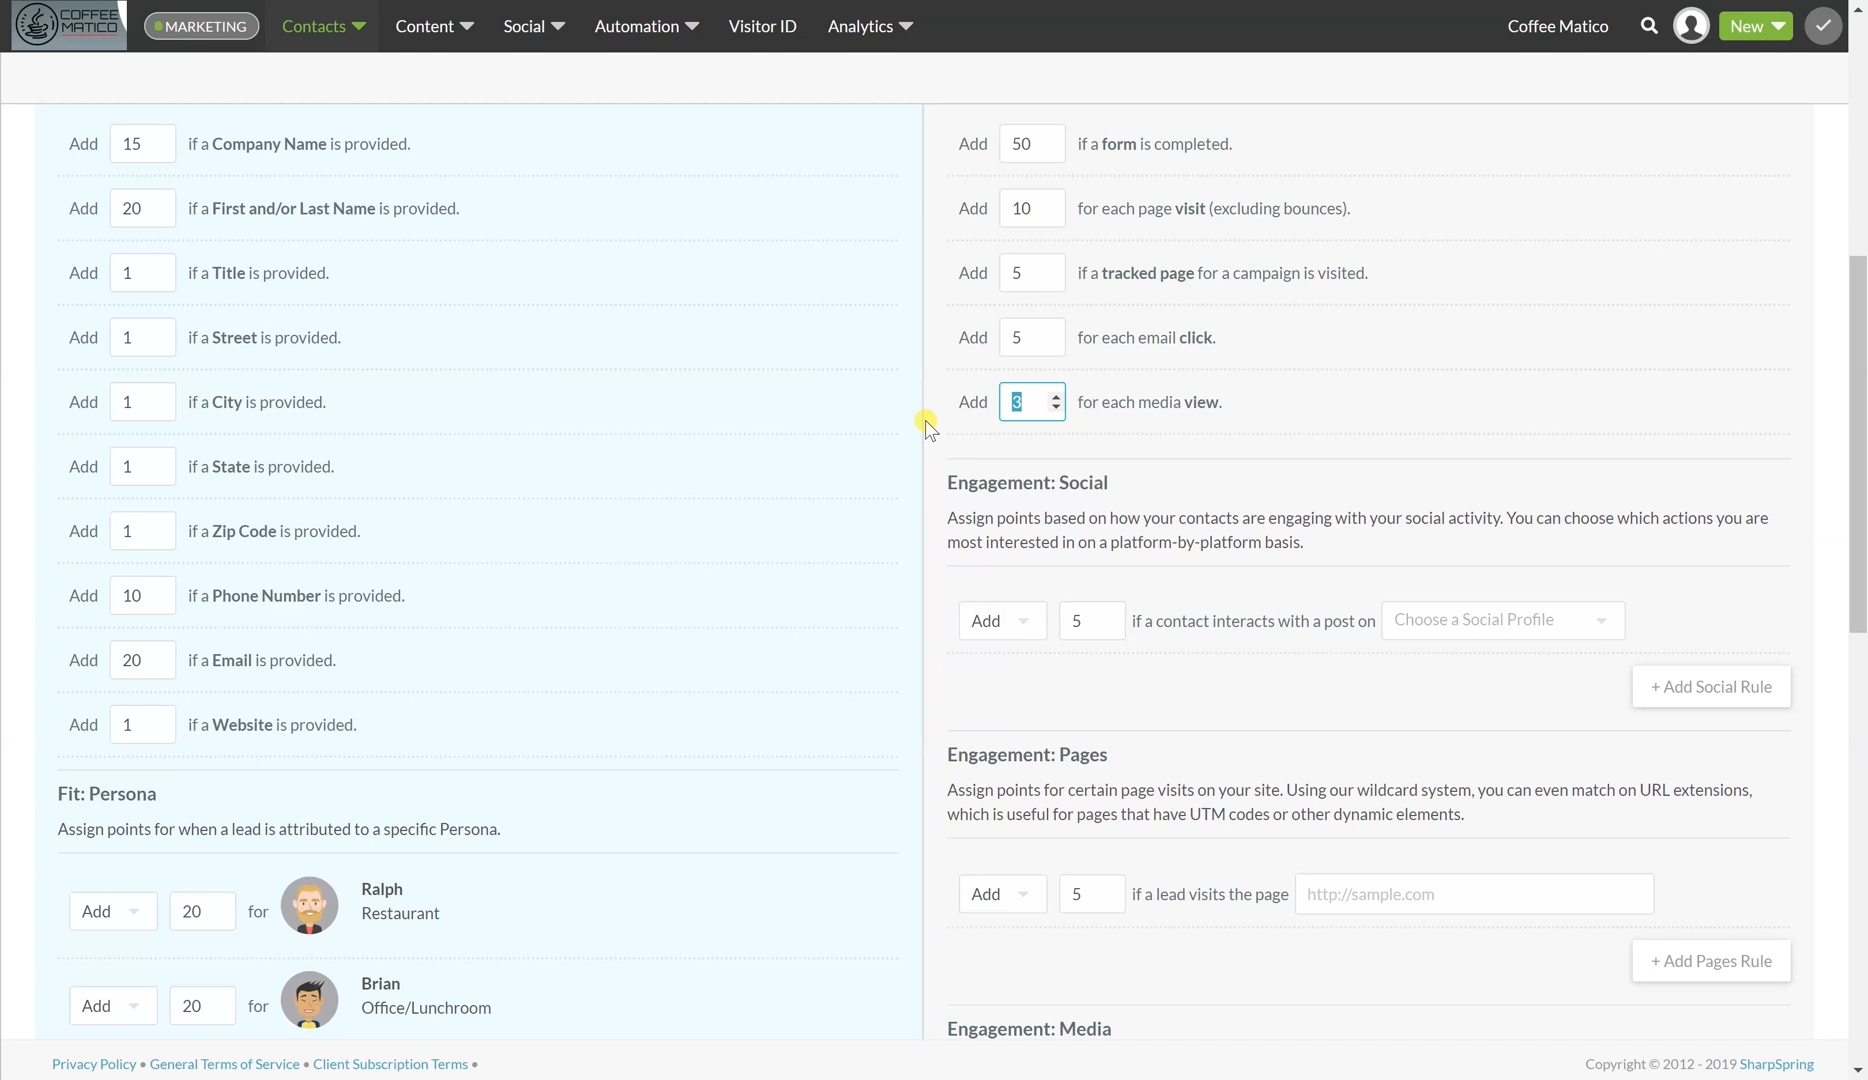 COFFEE
MATICO
MARKETING
Contacts
Content
Social
Automation
Visitor ID
Analytics
Coffee Matico
New
Add 15 if a Company Name is provided.
Add 20 if a First and/or Last Name is provided.
Add 1 if a Title is provided.
Add 1 if a Street is provided.
Add 1 if a City is provided.
Add 1 if a State is provided.
Add 1 if a Zip Code is provided.
Add 10 if a Phone Number is provided.
Add 20 if a Email is provided.
Add 1 if a Website is provided.
Fit: Persona
Assign points for when a lead is attributed to a specific Persona.
Add 20 for Ralph
Restaurant
Add 20 for Brian
Office/Lunchroom
Add 50 if a form is completed.
Add 10 for each page visit (excluding bounces).
Add 5 if a tracked page for a campaign is visited.
Add 5 for each email click.
Add 3 for each media view.
Engagement: Social
Assign points based on how your contacts are engaging with your social activity. You can choose which actions you are
most interested in on a platform-by-platform basis.
Add 5 if a contact interacts with a post on Choose a Social Profile
+ Add Social Rule
Engagement: Pages
Assign points for certain page visits on your site. Using our wildcard system, you can even match on URL extensions,
which is useful for pages that have UTM codes or other dynamic elements.
Add 5 if a lead visits the page http://sample.com
+ Add Pages Rule
Engagement: Media
Privacy Policy • General Terms of Service • Client Subscription Terms •
Copyright © 2012 - 2019 SharpSpring